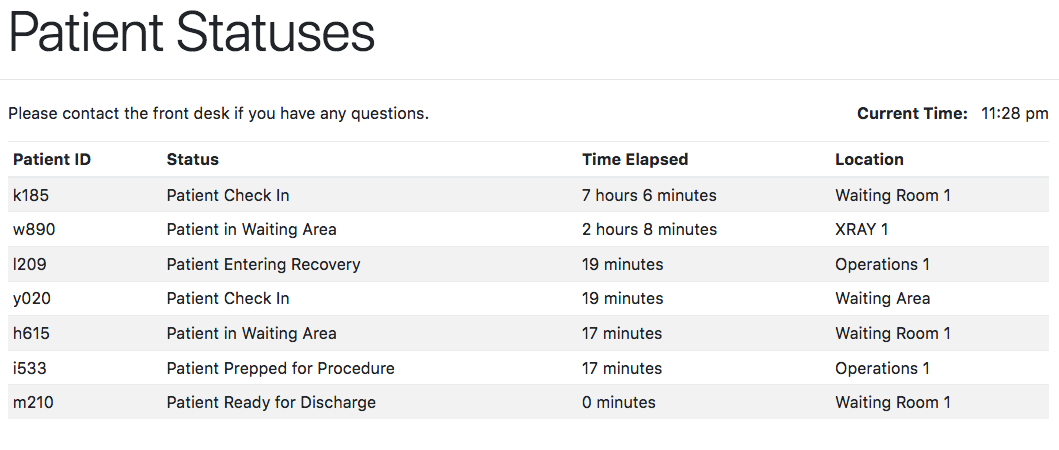 Patient Statuses
Please contact the front desk if you have any questions. Current Time: 11:28 pm
Patient ID Status Time Elapsed Location
k185 Patient Check In 7 hours 6 minutes Waiting Room 1
w890 Patient in Waiting Area 2 hours 8 minutes XRAY 1
l209 Patient Entering Recovery 19 minutes Operations 1
y020 Patient Check In 19 minutes Waiting Area
h615 Patient in Waiting Area 17 minutes Waiting Room 1
i533 Patient Prepped for Procedure 17 minutes Operations 1
m210 Patient Ready for Discharge 0 minutes Waiting Room 1